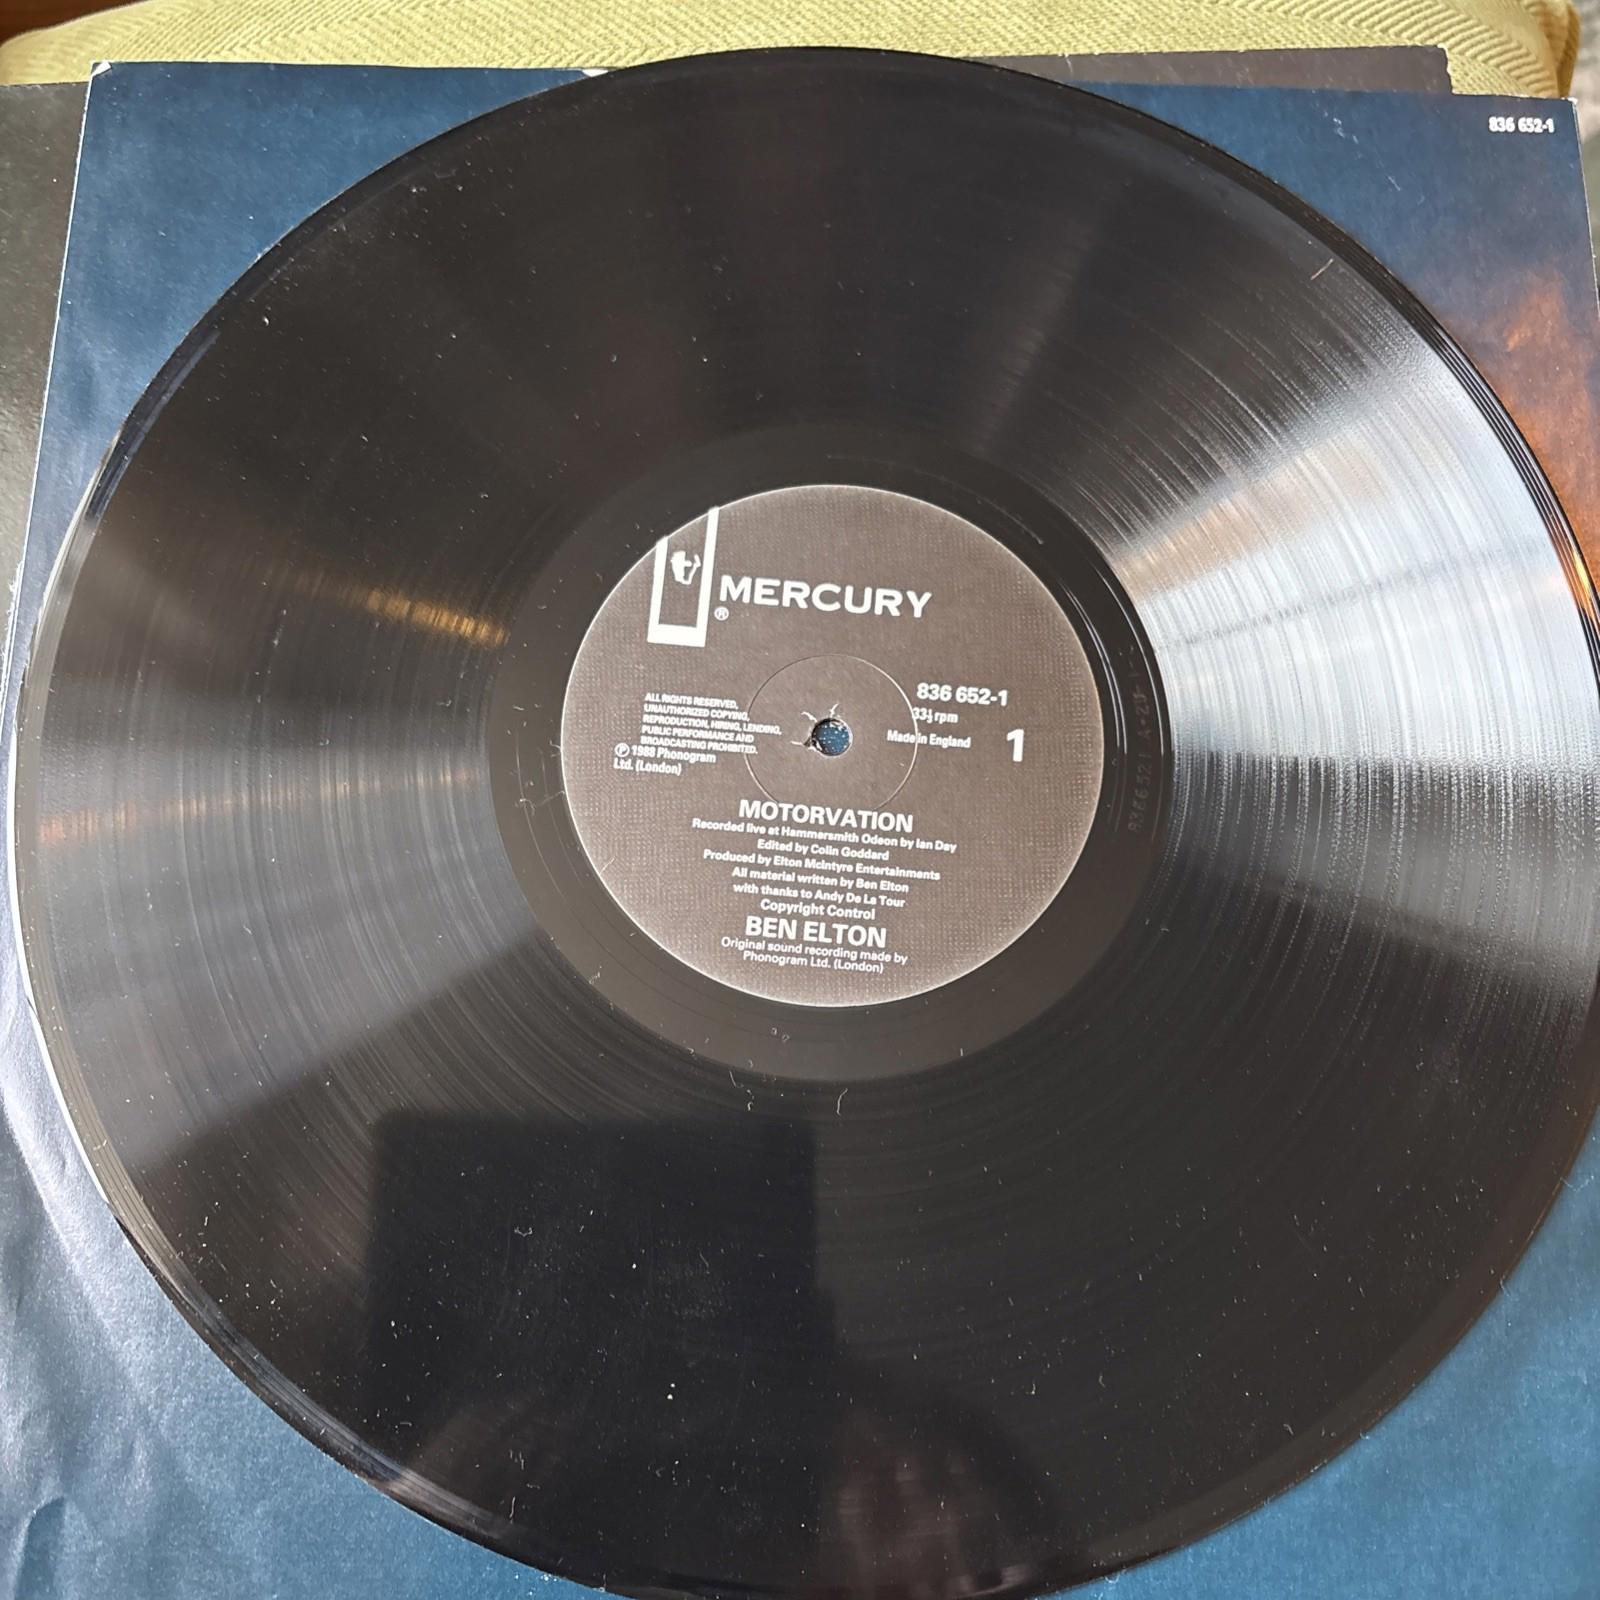 836 652-1
MERCURY
®
ALL RIGHTS RESERVED,
UNAUTHORIZED COPYING,
REPRODUCTION, HIRING, LENDING,
PUBLIC PERFORMANCE AND
BROADCASTING PROHIBITED.
℗ 1988 Phonogram
Ltd. (London)
836 652-1
33⅓ rpm
Made in England
1
MOTORVATION
Recorded live at Hammersmith Odeon by Ian Day
Edited by Colin Goddard
Produced by Elton McIntyre Entertainments
All material written by Ben Elton
with thanks to Andy De La Tour
Copyright Control
BEN ELTON
Original sound recording made by
Phonogram Ltd. (London)